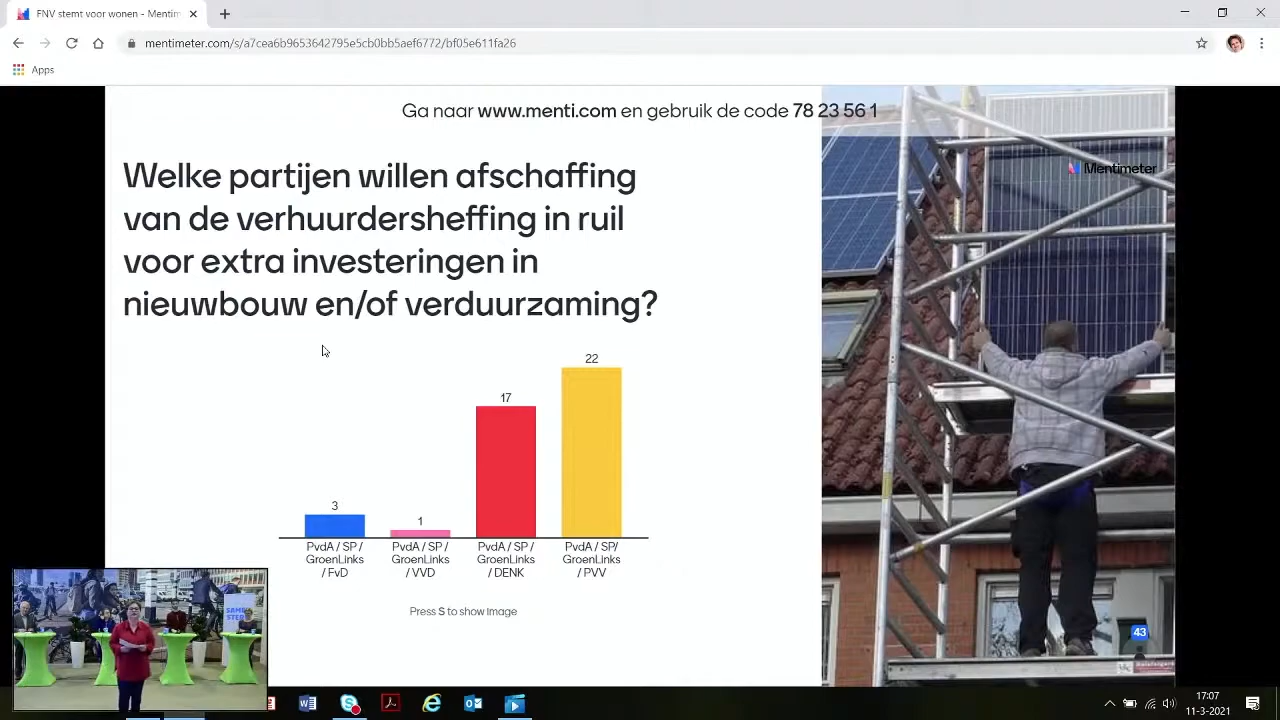 FNV stemt voor wonen - Mentim
mentimeter.com/s/a7cea6b9653642795e5cb0bb5aef6772/bf05e611fa26
Apps
Ga naar www.menti.com en gebruik de code 78 23 56 1
Mentimeter
Welke partijen willen afschaffing
van de verhuurdersheffing in ruil
voor extra investeringen in
nieuwbouw en/of verduurzaming?
22
17
3
1
PvdA / SP /
GroenLinks
/ FvD
PvdA / SP /
GroenLinks
/ VVD
PvdA / SP /
GroenLinks
/ DENK
PvdA / SP/
GroenLinks
/ PVV
Press S to show image
43
17:07
11-3-2021